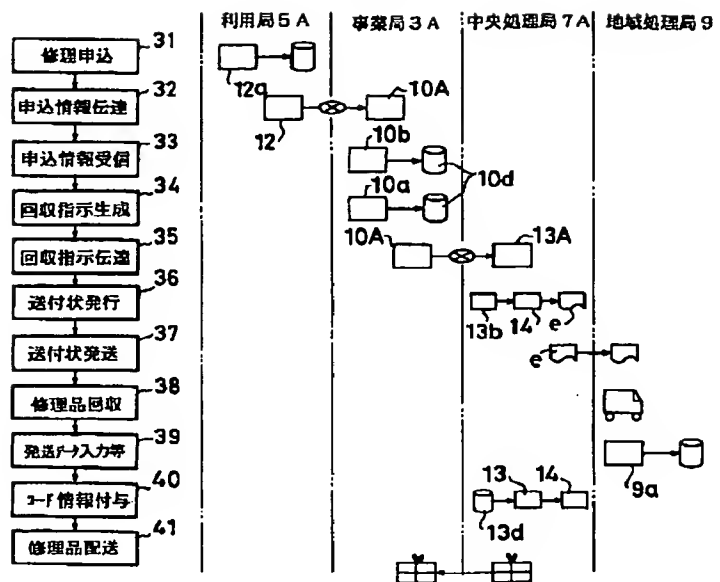 利用局5A 事業局3A 中央処理局7A 地域処理局9
修理申込 31
申込情報伝達 32
12a
12 10A
申込情報受信 33
10b
10d
回収指示生成 34
10a
回収指示伝達 35
10A 13A
送付状発行 36
13b 14 e
送付状発送 37
e
修理品回収 38
発送データ入力等 39
9a
コード情報付与 40
13 14
13d
修理品配送 41